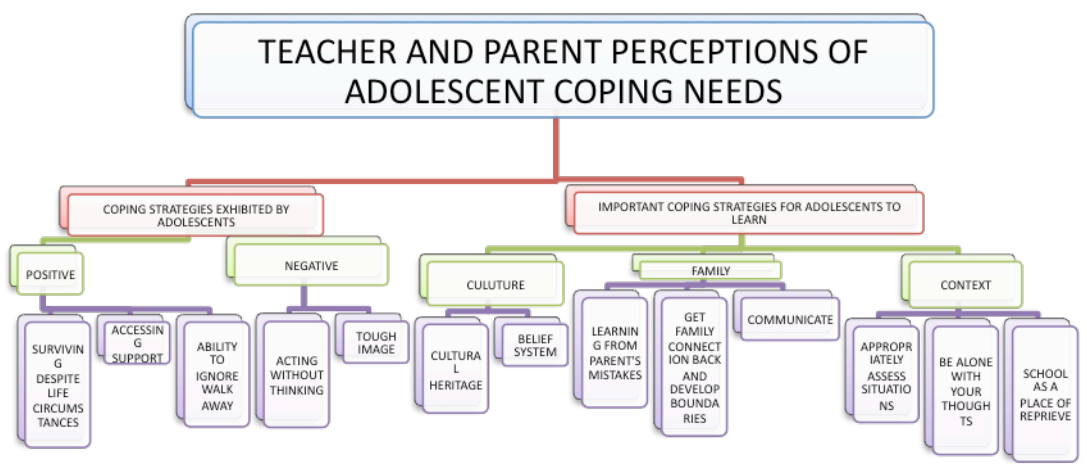 TEACHER AND PARENT PERCEPTIONS OF
ADOLESCENT COPING NEEDS
COPING STRATEGIES EXHIBITED BY
ADOLESCENTS
IMPORTANT COPING STRATEGIES FOR ADOLESCENTS TO
LEARN
POSITIVE
NEGATIVE
CULUTURE
FAMILY
CONTEXT
SURVIVIN
G
DESPITE
LIFE
CIRCUMS
TANCES
ACCESSIN
G
SUPPORT
ABILITY
TO
IGNORE
WALK
AWAY
ACTING
WITHOUT
THINKING
TOUGH
IMAGE
CULTURA
L
HERITAGE
BELIEF
SYSTEM
LEARNIN
G FROM
PARENT'S
MISTAKES
GET
FAMILY
CONNECT
ION BACK
AND
DEVELOP
BOUNDA
RIES
COMMUNICATE
APPROPR
IATELY
ASSESS
SITUATIO
NS
BE ALONE
WITH
YOUR
THOUGH
TS
SCHOOL
AS A
PLACE OF
REPRIEVE